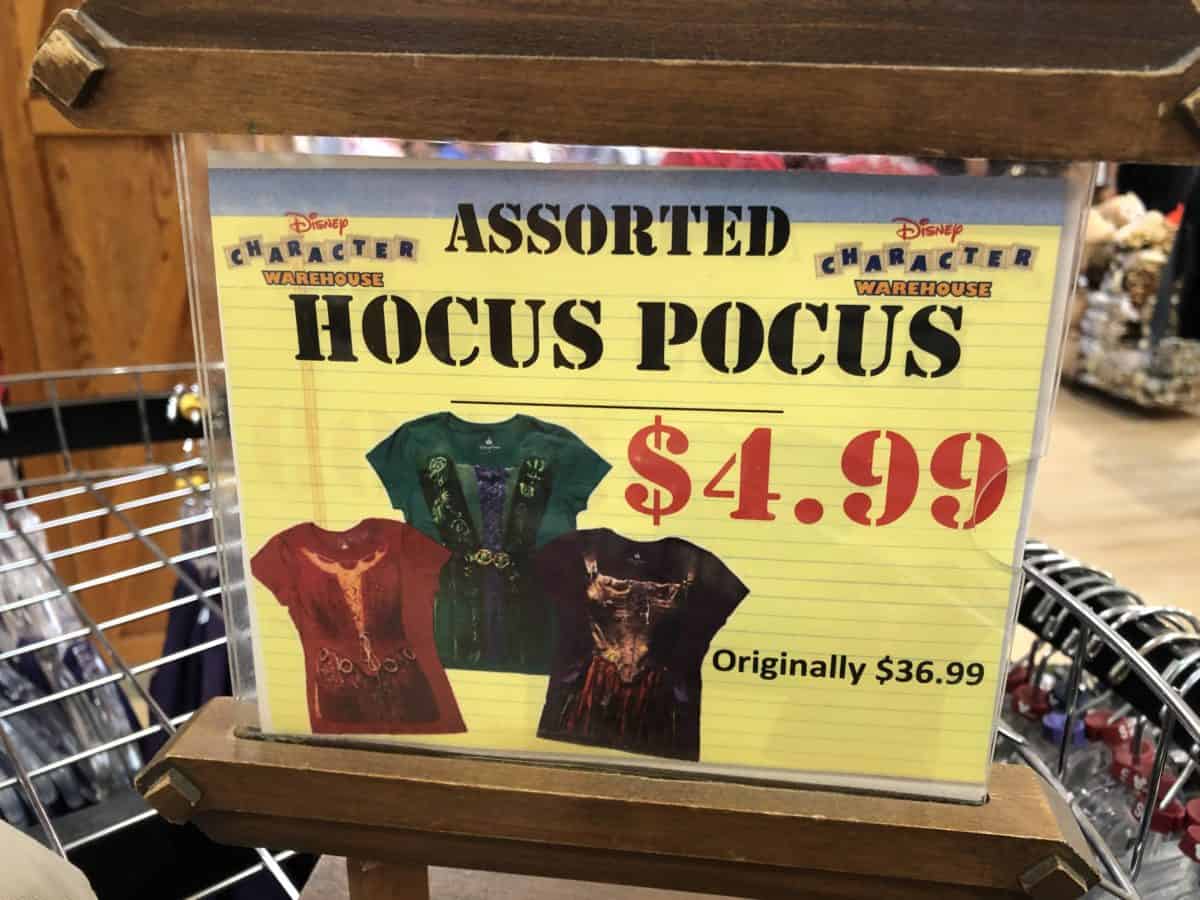 ASSORTED
Disney
CHARACTER
WAREHOUSE
Disney
CHARACTER
WAREHOUSE
HOCUS POCUS
$4.99
Originally $36.99